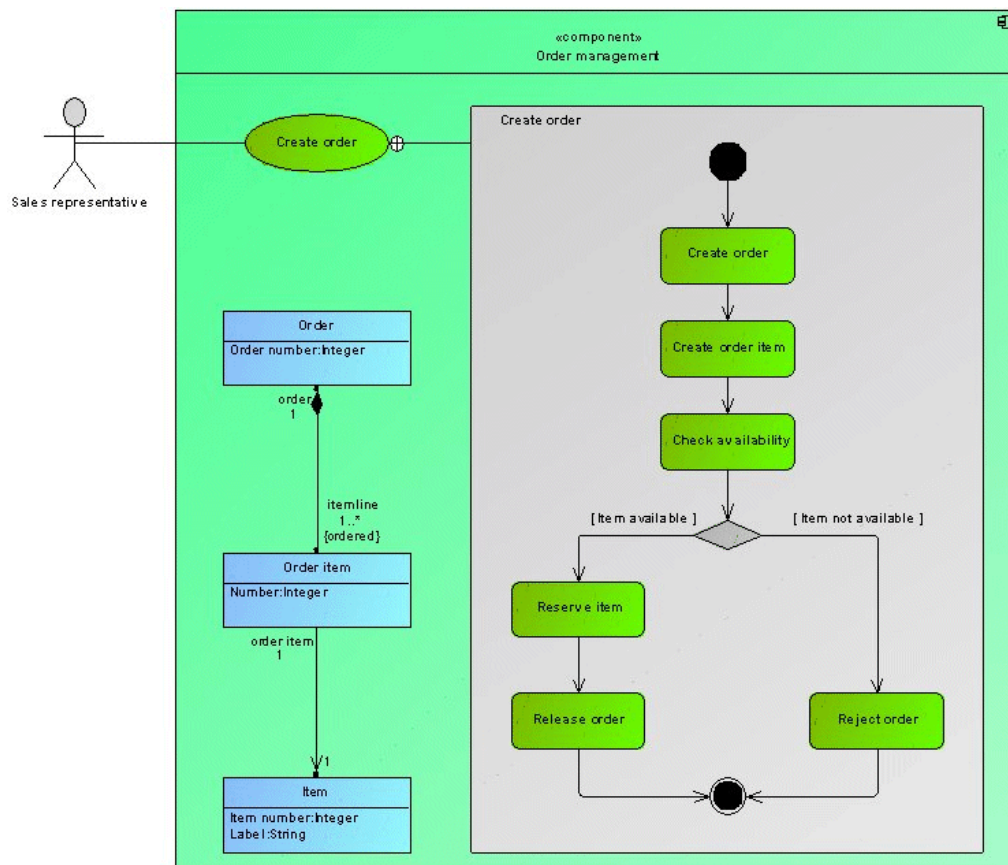 «component»
Order management
Create order
Sales representative
Create order
Create order
Create order item
Check availability
[Item available ]
[ Item not available ]
Reserve item
Release order
Reject order
Order
Order number:Integer
order
1
itemline
1..*
{ordered}
Order item
Number:Integer
order item
1
1
Item
Item number:Integer
Label:String